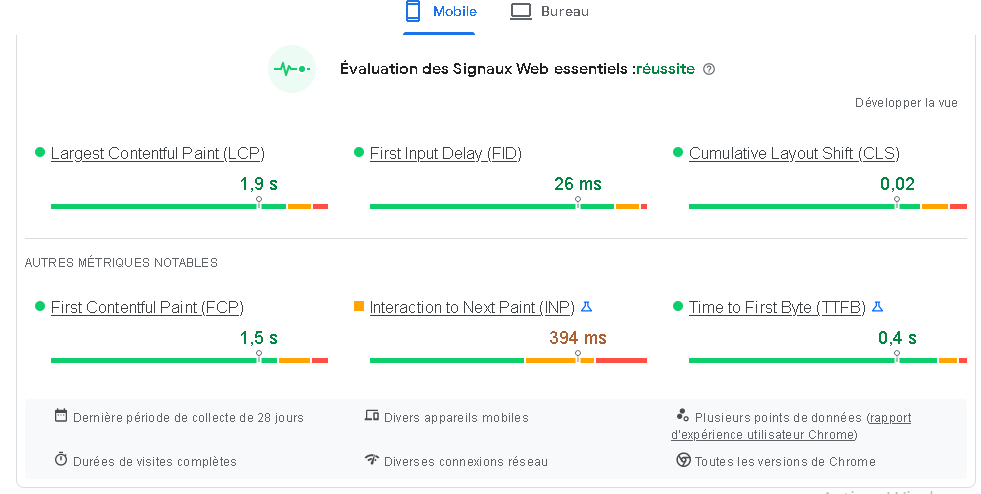 Mobile Bureau
Évaluation des Signaux Web essentiels :réussite
Développer la vue
Largest Contentful Paint (LCP) First Input Delay (FID) Cumulative Layout Shift (CLS)
1,9 s 26 ms 0,02
AUTRES MÉTRIQUES NOTABLES
First Contentful Paint (FCP) Interaction to Next Paint (INP) Time to First Byte (TTFB)
1,5 s 394 ms 0,4 s
Dernière période de collecte de 28 jours Divers appareils mobiles Plusieurs points de données (rapport
d'expérience utilisateur Chrome)
Durées de visites complètes Diverses connexions réseau Toutes les versions de Chrome